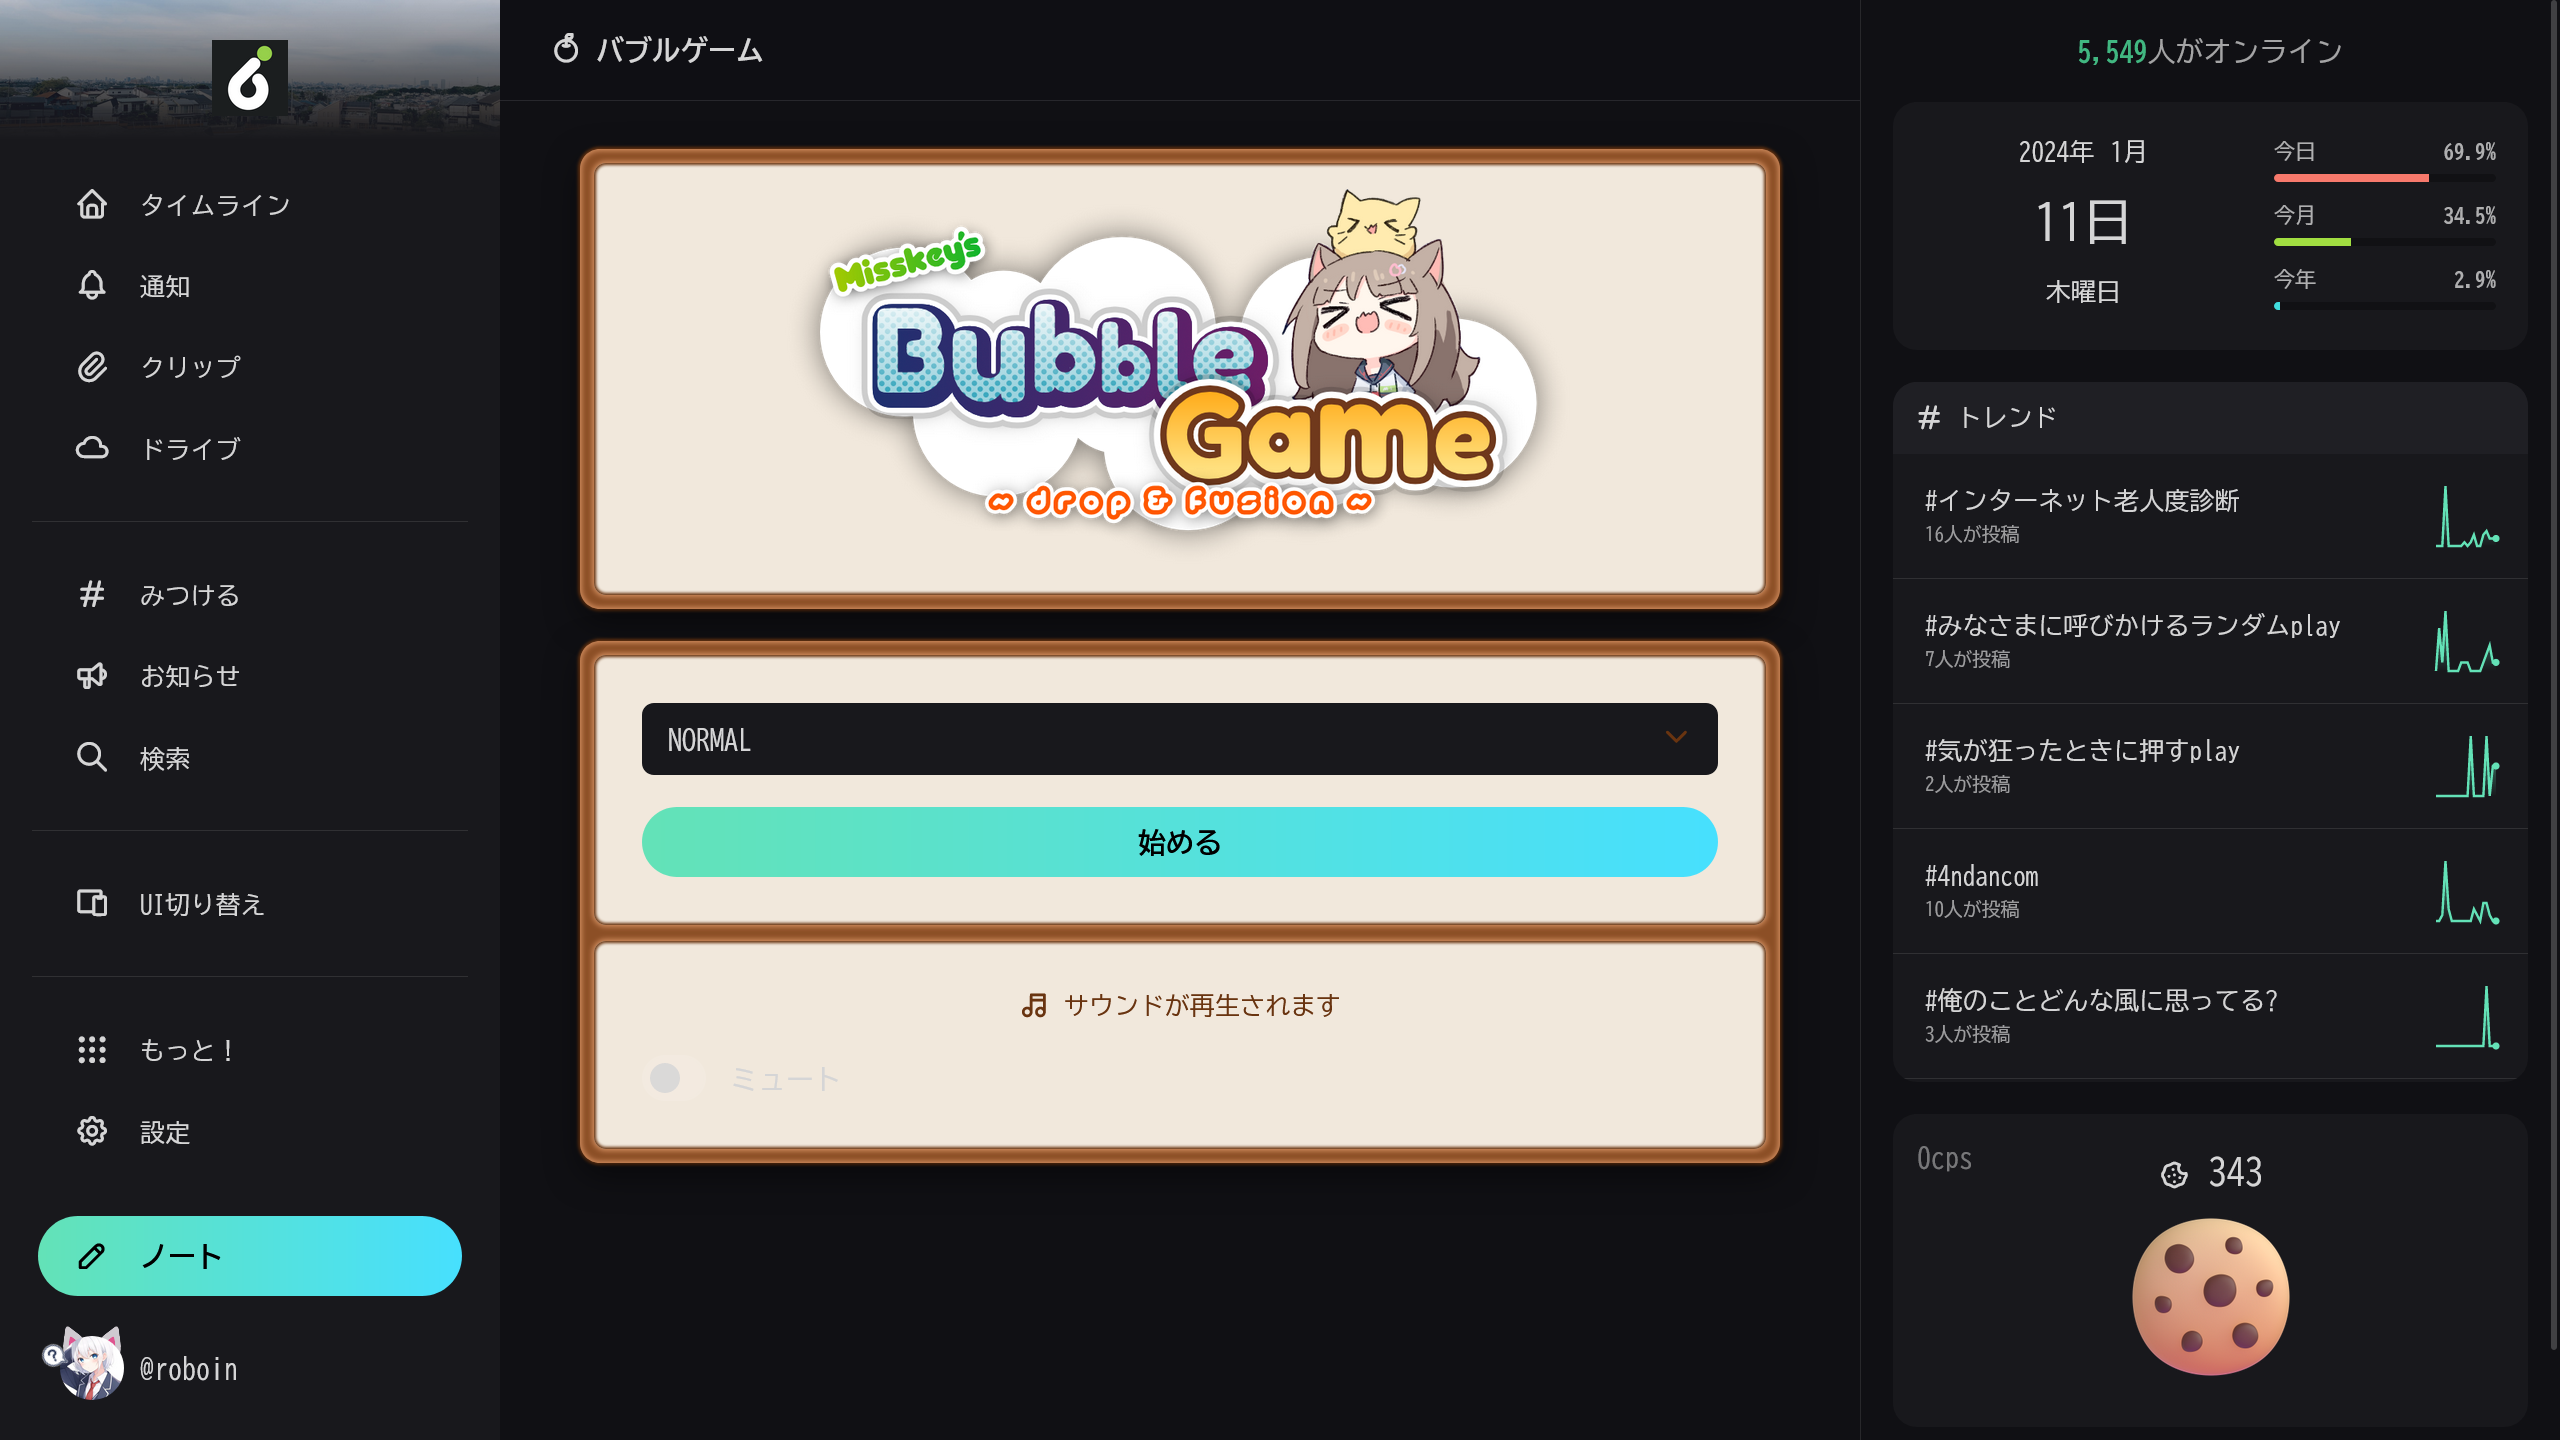 タイムライン
通知
クリップ
ドライブ
みつける
お知らせ
検索
UI切り替え
もっと！
設定
ノート
@roboin
バブルゲーム
Misskey's
Bubble
Game
~ drop & fusion ~
NORMAL
始める
サウンドが再生されます
ミュート
5,549人がオンライン
2024年 1月
11日
木曜日
今日 69.9%
今月 34.5%
今年 2.9%
# トレンド
#インターネット老人度診断
16人が投稿
#みなさまに呼びかけるランダムplay
7人が投稿
#気が狂ったときに押すplay
2人が投稿
#4ndancom
10人が投稿
#俺のことどんな風に思ってる?
3人が投稿
0cps
343